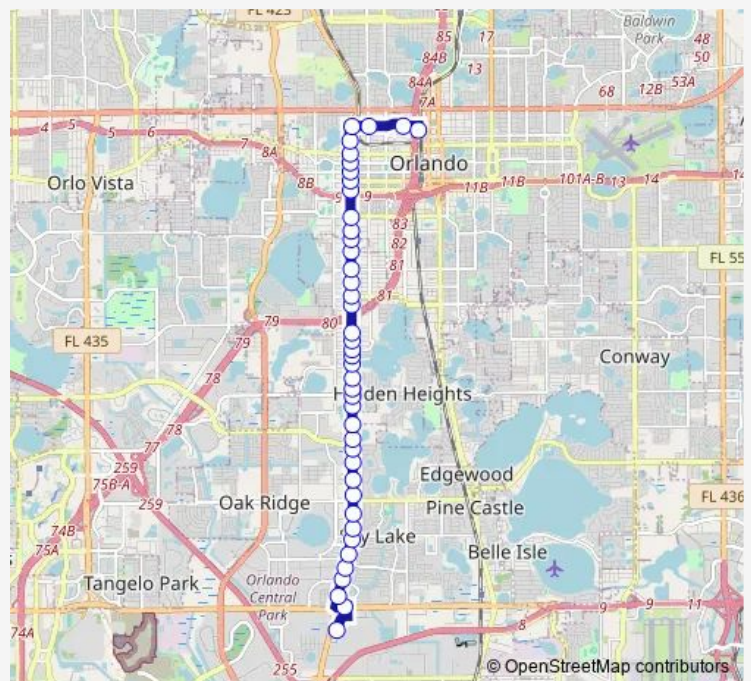 FL 423
Baldwin
Park
85
17
48
50
84B
13
84A
53A
12B
68
7A
4
5
5
6
7
8A
Orlando
Orlo Vista
8B
9
9
11B
11B
101A-B
13
14
83
82
FL 55
81
81
79
80
FL 435
79
Conway
78
78
77
259
75B-A
259
Edgewood
FL 436
Oak Ridge
Pine Castle
74B
Belle Isle
75A
Tangelo Park
Orlando
Central
Park
9
9
11
74A
8
255
© OpenStreetMap contributors